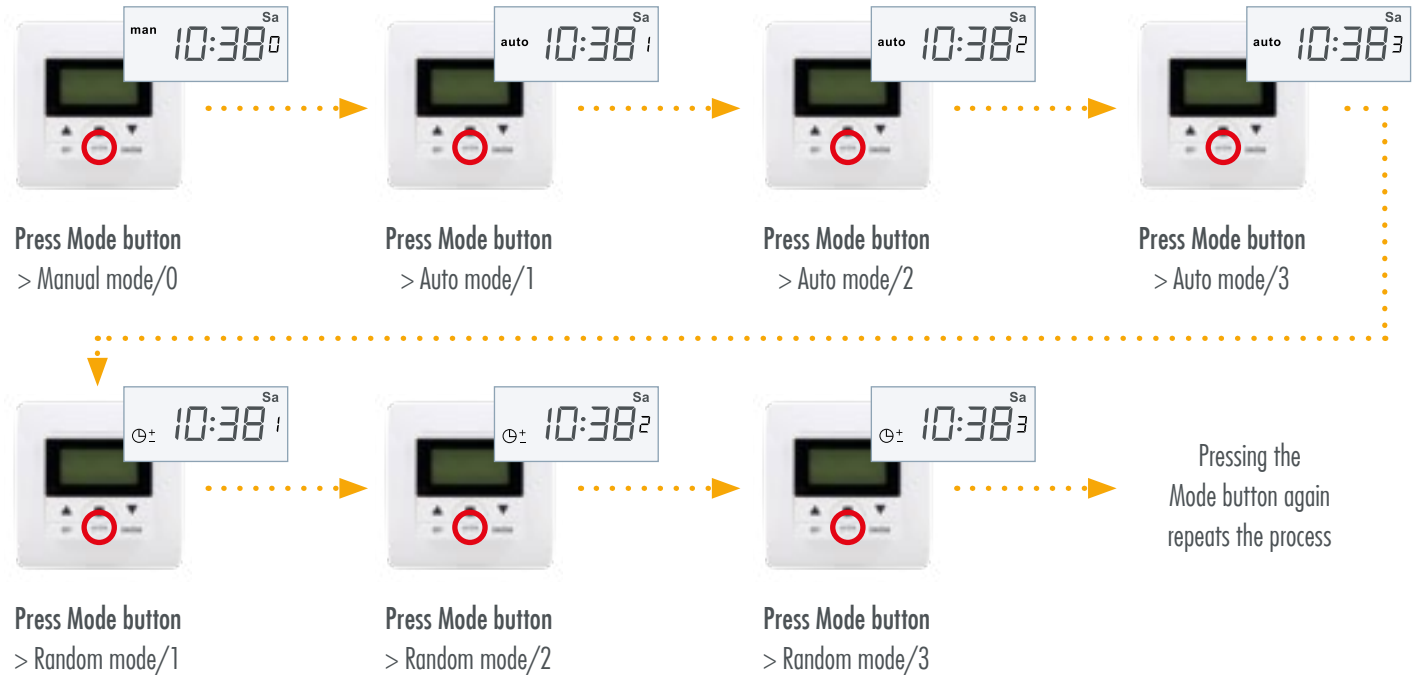 Sa
man 10:38 0
Sa
auto 10:38 1
Sa
auto 10:38 2
Sa
auto 10:38 3
Press Mode button
> Manual mode/0
Press Mode button
> Auto mode/1
Press Mode button
> Auto mode/2
Press Mode button
> Auto mode/3
Sa
+
- 10:38 1
Sa
+
- 10:38 2
Sa
+
- 10:38 3
Pressing the
Mode button again
repeats the process
Press Mode button
> Random mode/1
Press Mode button
> Random mode/2
Press Mode button
> Random mode/3